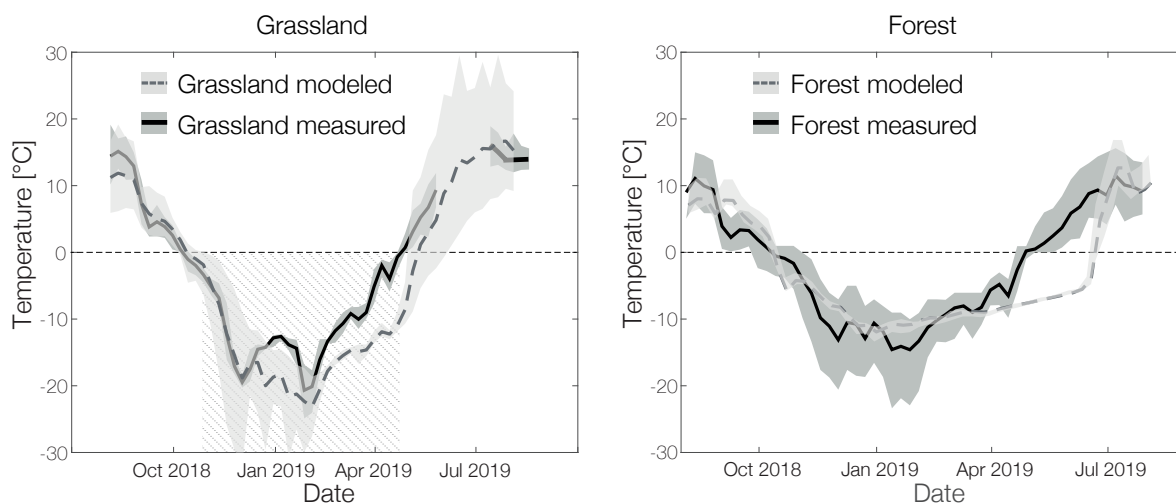 Grassland
Temperature [°C]
30
20
10
0
-10
-20
-30
Grassland modeled
Grassland measured
Oct 2018
Jan 2019
Apr 2019
Jul 2019
Date
Forest
Temperature [°C]
30
20
10
0
-10
-20
-30
Forest modeled
Forest measured
Oct 2018
Jan 2019
Apr 2019
Jul 2019
Date